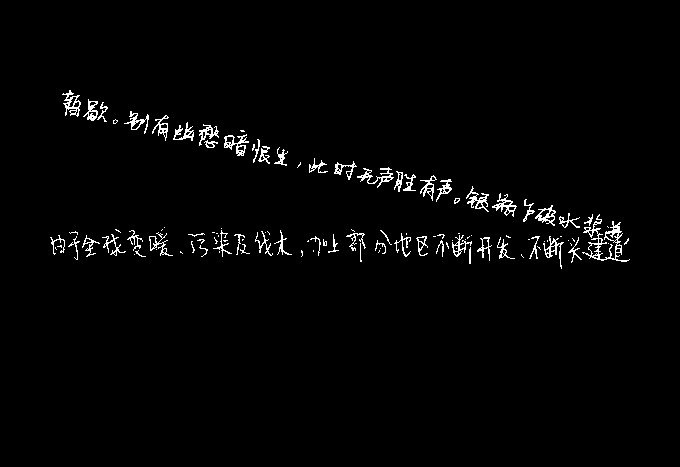 暂歇。别有幽愁暗恨生,此时无声胜有声。银瓶乍破水浆迸
由于全球变暖、污染及伐木,加上部分地区不断开发、不断兴建道